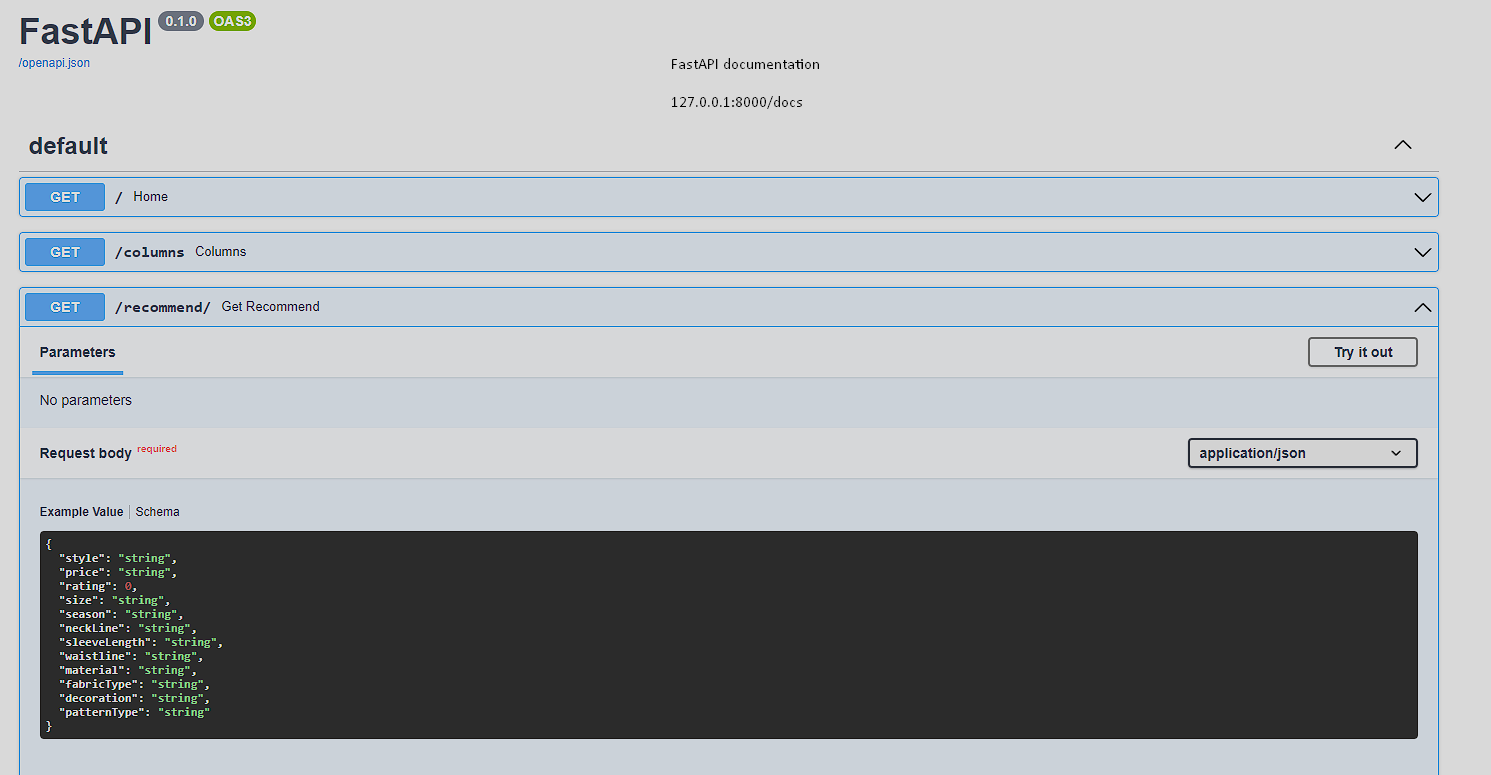 FastAPI 0.1.0 OAS3
/openapi.json
FastAPI documentation
127.0.0.1:8000/docs
default
GET / Home
GET /columns Columns
GET /recommend/ Get Recommend
Parameters Try it out
No parameters
Request body required application/json
Example Value Schema
{
"style": "string",
"price": "string",
"rating": 0,
"size": "string",
"season": "string",
"neckLine": "string",
"sleeveLength": "string",
"waistline": "string",
"material": "string",
"fabricType": "string",
"decoration": "string",
"patternType": "string"
}